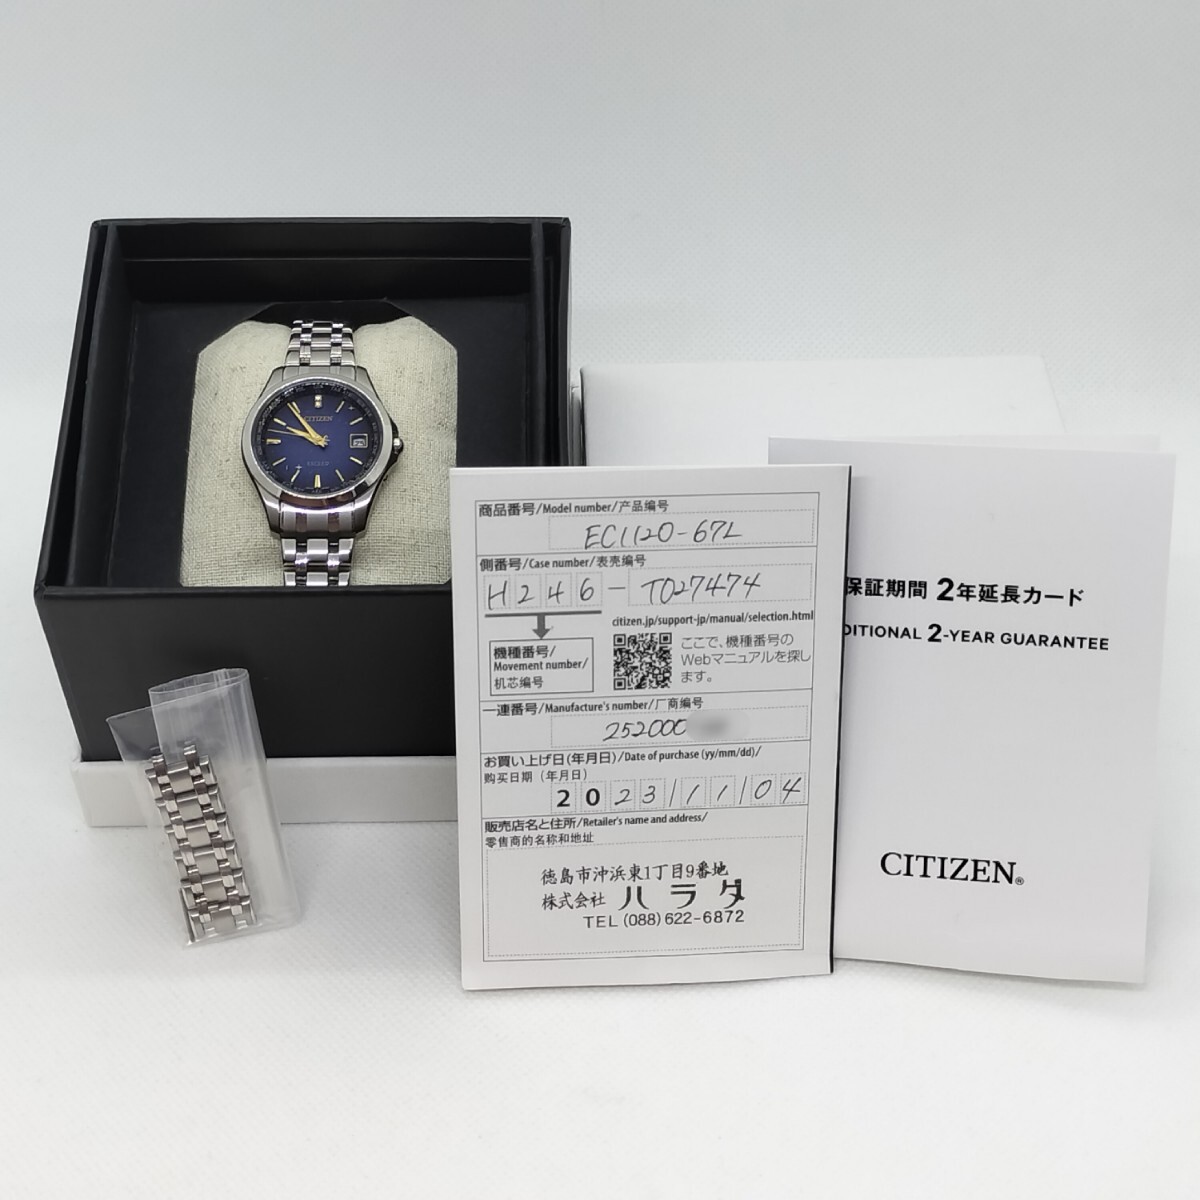 CITIZEN
商品番号/Model number/产品编号
EC1120-67L
側番号/Case number/表壳编号
H246-T027474
citizen.jp/support-jp/manual/selection.html
機種番号/
Movement number/
机芯编号
ここで、機種番号の
Webマニュアルを探し
ます。
一連番号/Manufacture's number/厂商编号
252000
お買い上げ日(年月日)/Date of purchase (yy/mm/dd)/
购买日期（年月日）
2023/11/04
販売店名と住所/Retailer's name and address/
零售商的名称和地址
徳島市沖浜東1丁目9番地
株式会社 ハラダ
TEL (088) 622-6872
保証期間 2年延長カード
DITIONAL 2-YEAR GUARANTEE
CITIZEN®